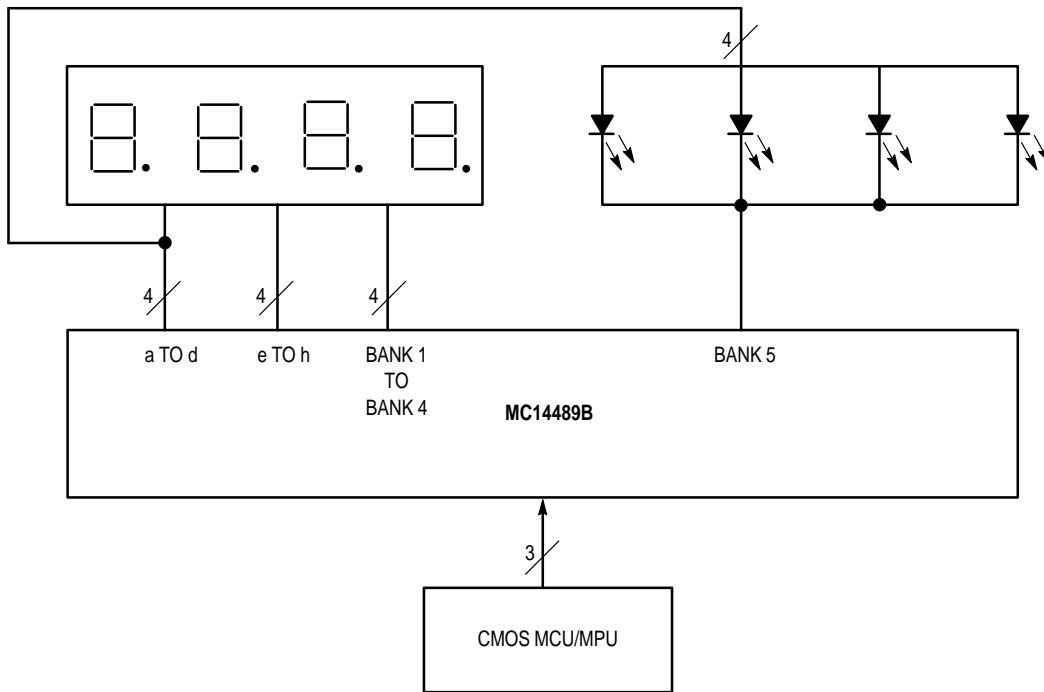 4
4
4
4
a TO d
e TO h
BANK 1
TO
BANK 4
BANK 5
MC14489B
3
CMOS MCU/MPU